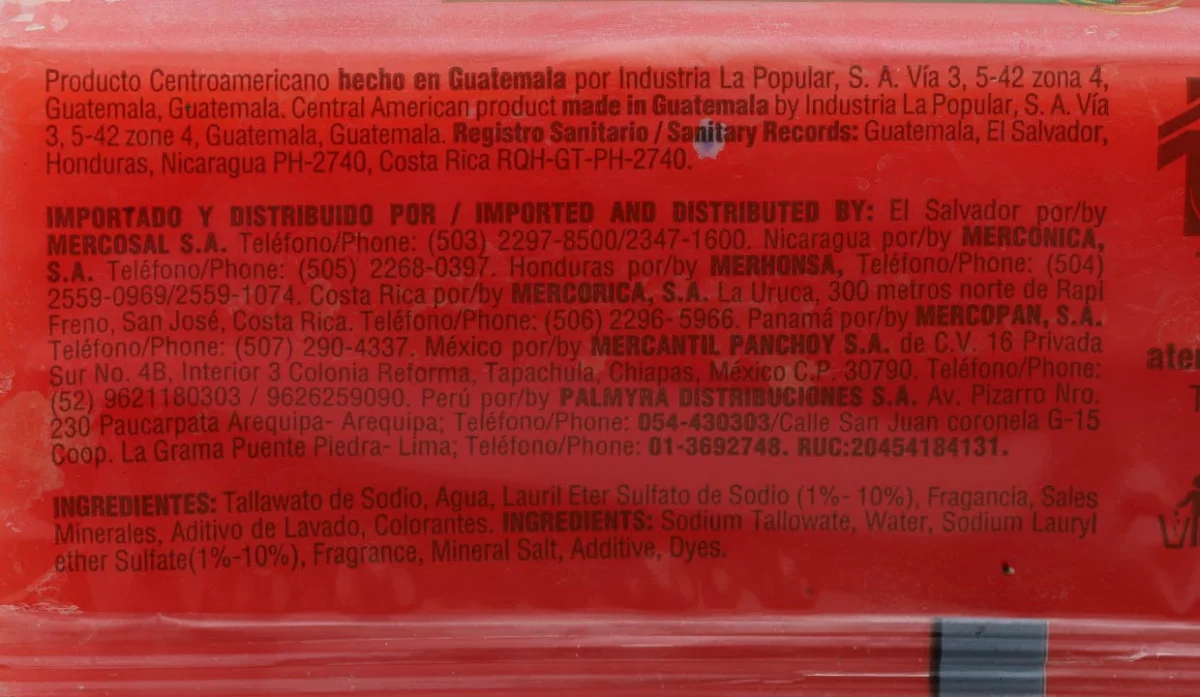 Producto Centroamericano hecho en Guatemala por Industria La Popular, S. A. Vía 3, 5-42 zona 4,
Guatemala, Guatemala. Central American product made in Guatemala by Industria La Popular, S. A. Vía
3, 5-42 zone 4, Guatemala, Guatemala. Registro Sanitario / Sanitary Records: Guatemala, El Salvador,
Honduras, Nicaragua PH-2740, Costa Rica RQH-GT-PH-2740.
IMPORTADO Y DISTRIBUIDO POR / IMPORTED AND DISTRIBUTED BY: El Salvador por/by
MERCOSAL S.A. Teléfono/Phone: (503) 2297-8500/2347-1600. Nicaragua por/by MERCONICA,
S.A. Teléfono/Phone: (505) 2268-0397. Honduras por/by MERHONSA, Teléfono/Phone: (504)
2559-0969/2559-1074. Costa Rica por/by MERCORICA, S.A. La Uruca, 300 metros norte de Rapi
Freno, San José, Costa Rica. Teléfono/Phone: (506) 2296- 5966. Panamá por/by MERCOPAN, S.A.
Teléfono/Phone: (507) 290-4337. México por/by MERCANTIL PANCHOY S.A. de C.V. 16 Privada
Sur No. 4B, Interior 3 Colonia Reforma, Tapachula, Chiapas, México C.P. 30790. Teléfono/Phone:
(52) 9621180303 / 9626259090. Perú por/by PALMYRA DISTRIBUCIONES S.A. Av. Pizarro Nro.
230 Paucarpata Arequipa- Arequipa; Teléfono/Phone: 054-430303/Calle San Juan coronela G-15
Coop. La Grama Puente Piedra- Lima; Teléfono/Phone: 01-3692748. RUC:20454184131.
INGREDIENTES: Tallawato de Sodio, Agua, Lauril Eter Sulfato de Sodio (1%- 10%), Fragancia, Sales
Minerales, Aditivo de Lavado, Colorantes. INGREDIENTS: Sodium Tallowate, Water, Sodium Lauryl
ether Sulfate(1%-10%), Fragrance, Mineral Salt, Additive, Dyes.